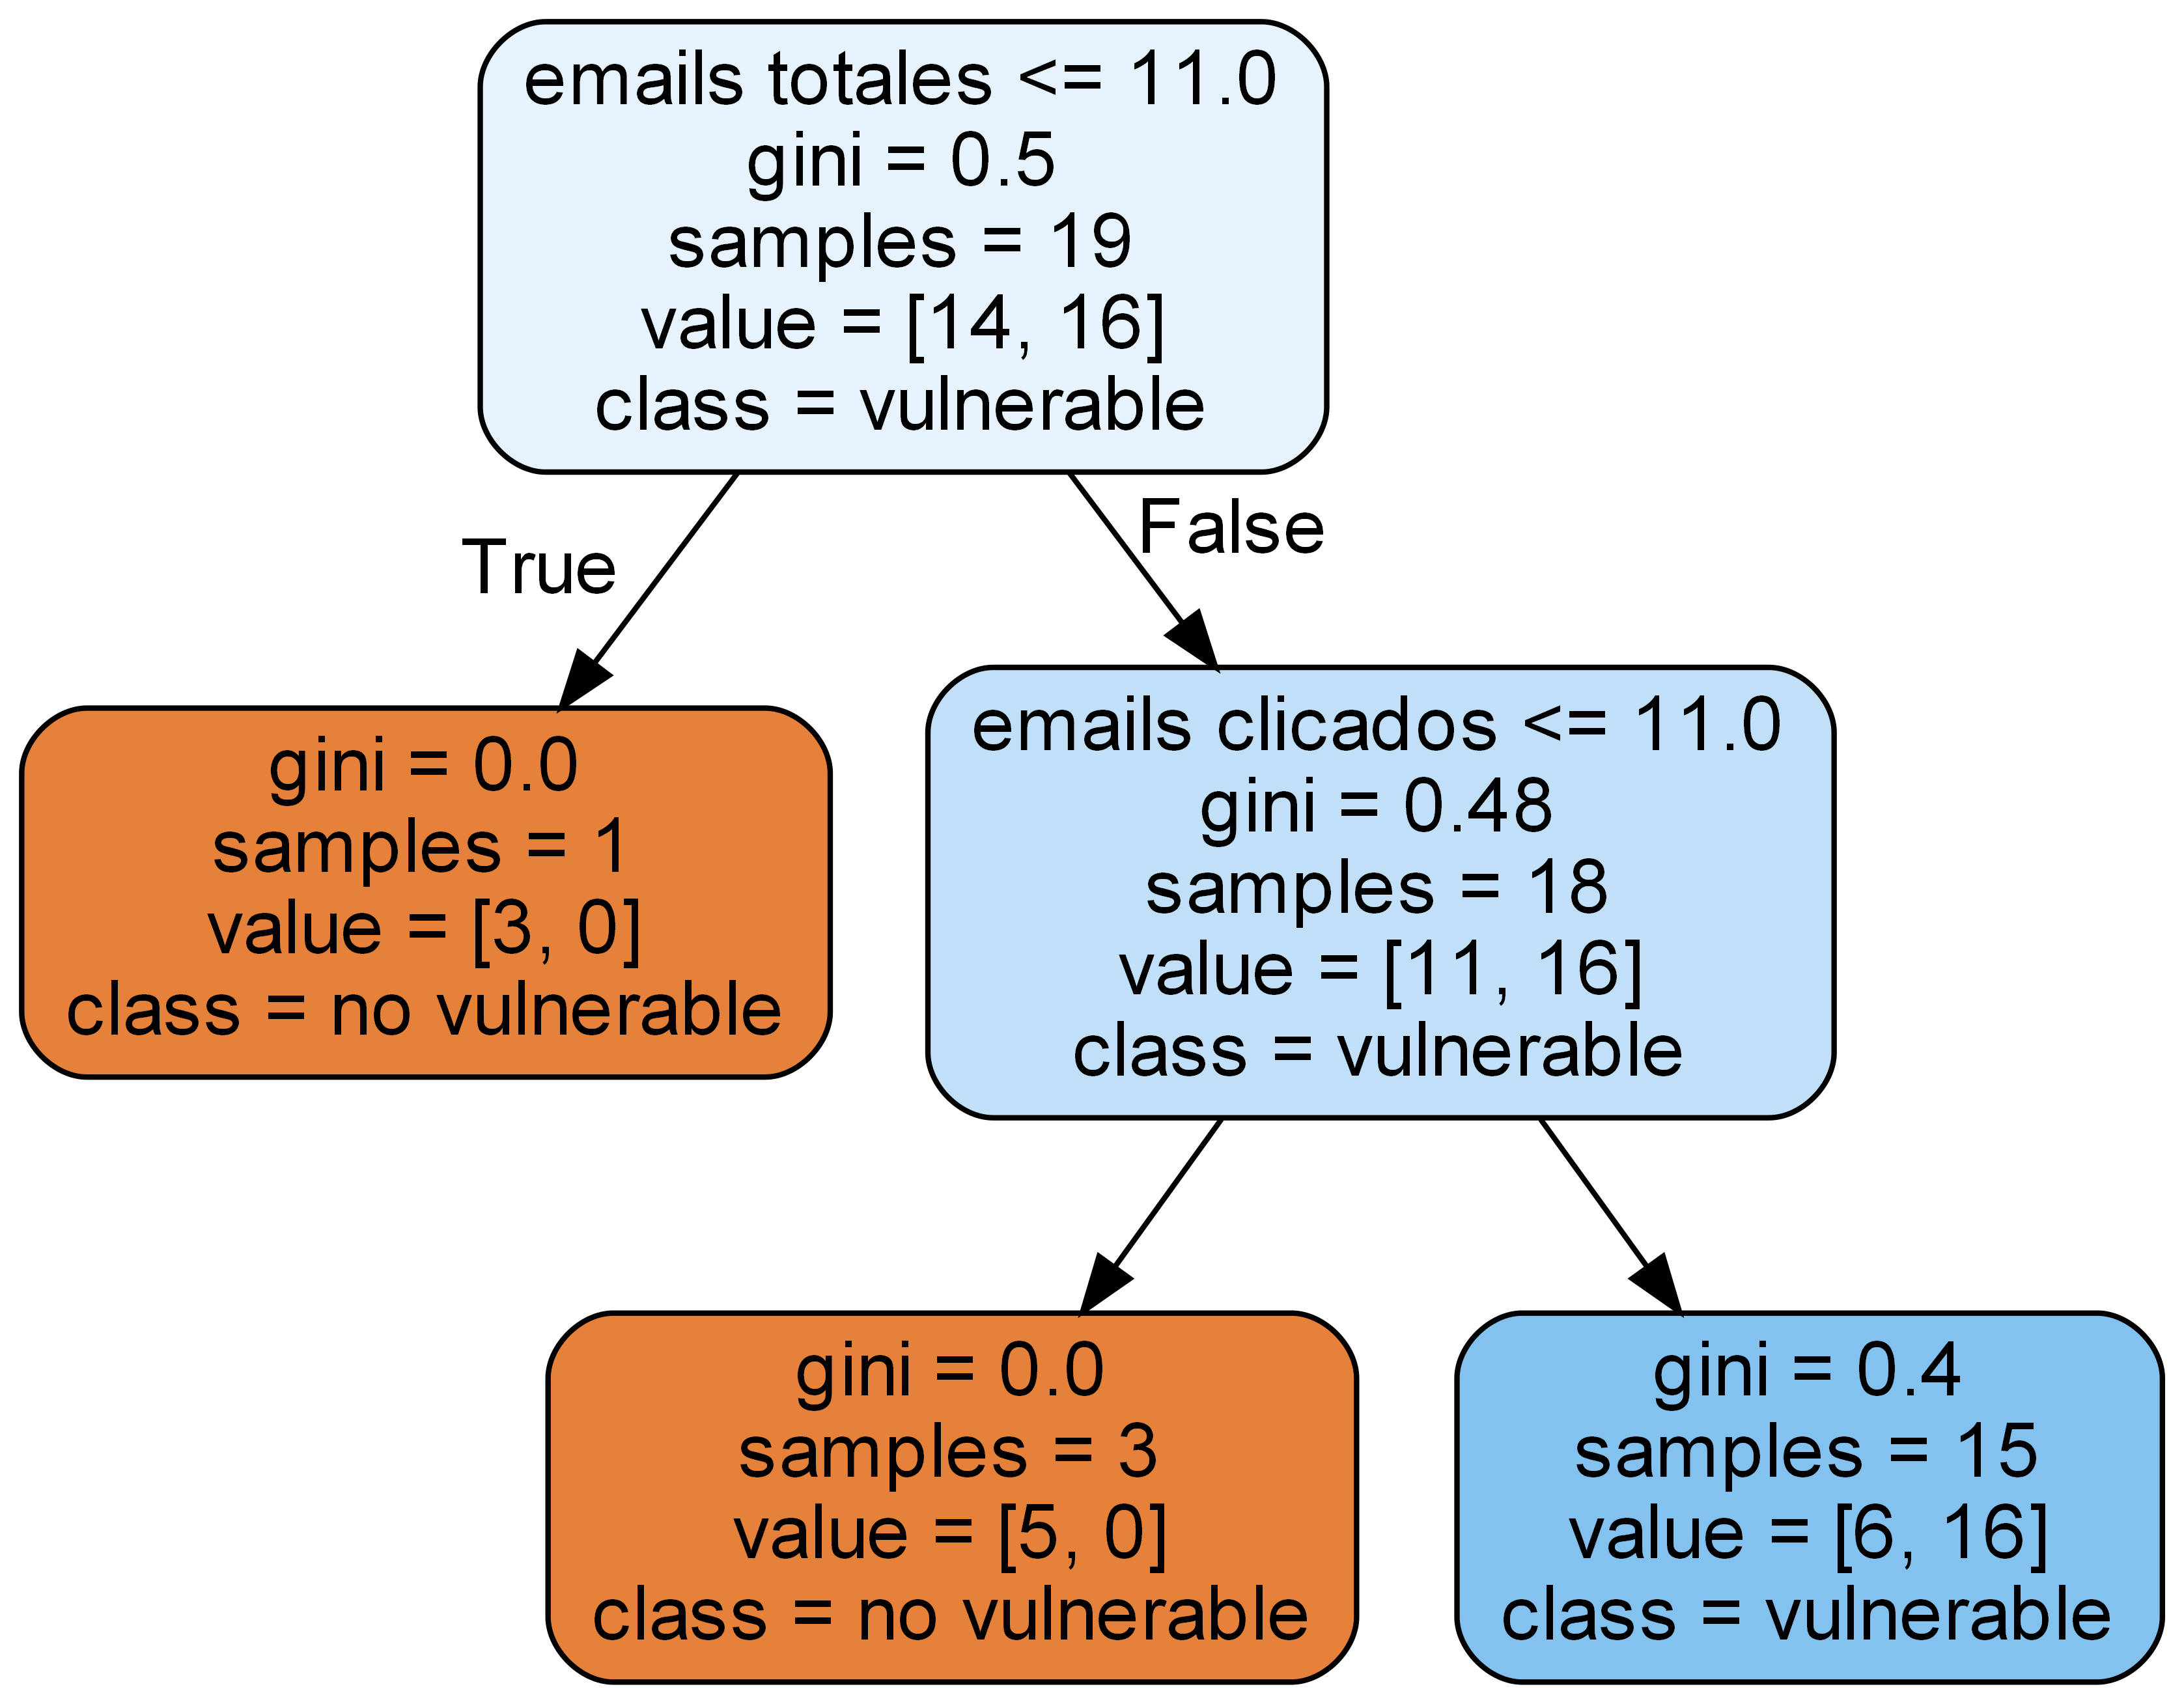 emails totales <= 11.0
gini = 0.5
samples = 19
value = [14, 16]
class = vulnerable
True
False
gini = 0.0
samples = 1
value = [3, 0]
class = no vulnerable
emails clicados <= 11.0
gini = 0.48
samples = 18
value = [11, 16]
class = vulnerable
gini = 0.0
samples = 3
value = [5, 0]
class = no vulnerable
gini = 0.4
samples = 15
value = [6, 16]
class = vulnerable